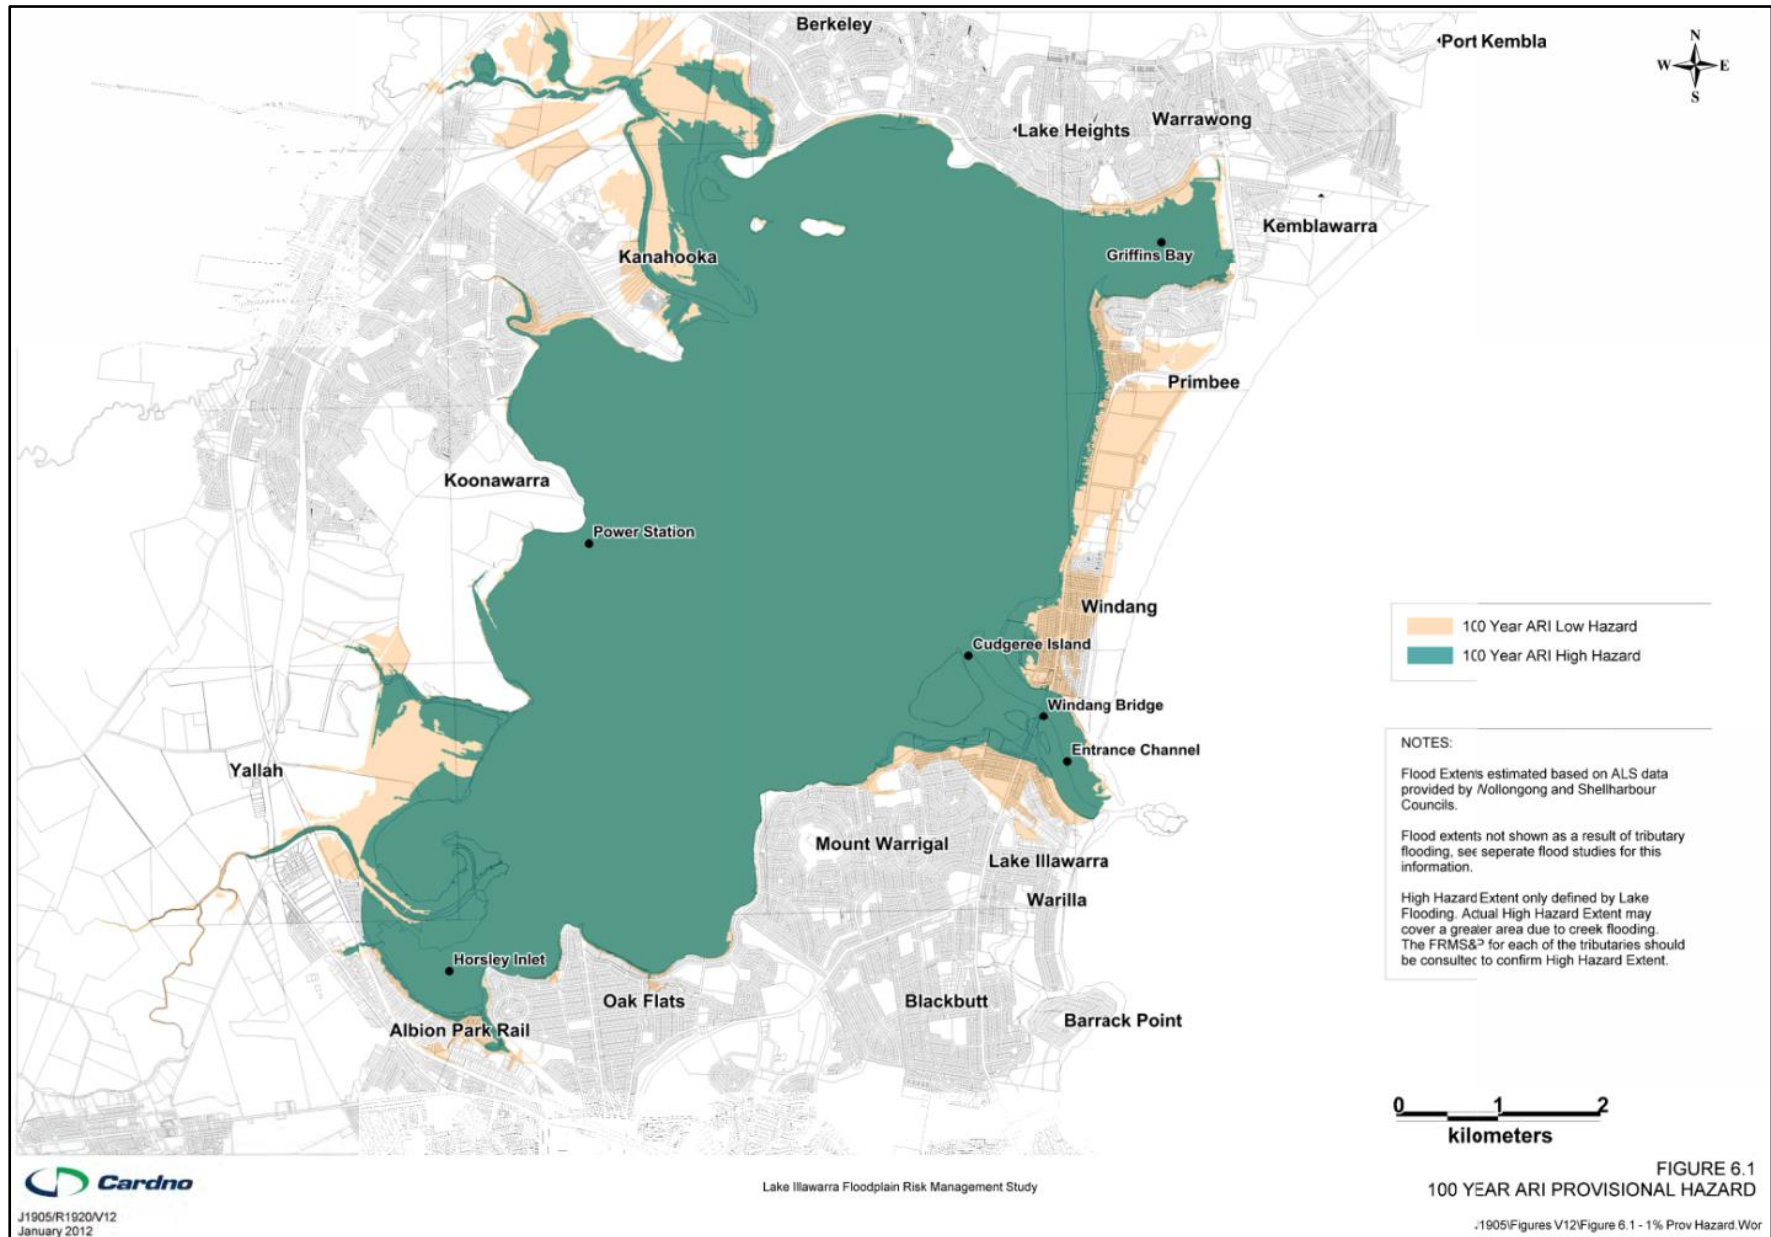 Berkeley
Port Kembla
N
W E
S
Lake Heights
Warrawong
Kemblawarra
Griffins Bay
Kanahooka
Primbee
Koonawarra
Power Station
Windang
Cudgeree Island
Windang Bridge
Entrance Channel
Yallah
Mount Warrigal
Lake Illawarra
Warilla
Horsley Inlet
Oak Flats
Blackbutt
Albion Park Rail
Barrack Point
100 Year ARI Low Hazard
100 Year ARI High Hazard
NOTES:
Flood Extents estimated based on ALS data
provided by Wollongong and Shellharbour
Councils.
Flood extents not shown as a result of tributary
flooding, see seperate flood studies for this
information.
High Hazard Extent only defined by Lake
Flooding. Actual High Hazard Extent may
cover a greater area due to creek flooding.
The FRMS&P for each of the tributaries should
be consulted to confirm High Hazard Extent.
0 1 2
kilometers
Cardno
J1905/R1920/V12
January 2012
Lake Illawarra Floodplain Risk Management Study
FIGURE 6.1
100 YEAR ARI PROVISIONAL HAZARD
J1905\Figures V12\Figure 6.1 - 1% Prov Hazard.Wor